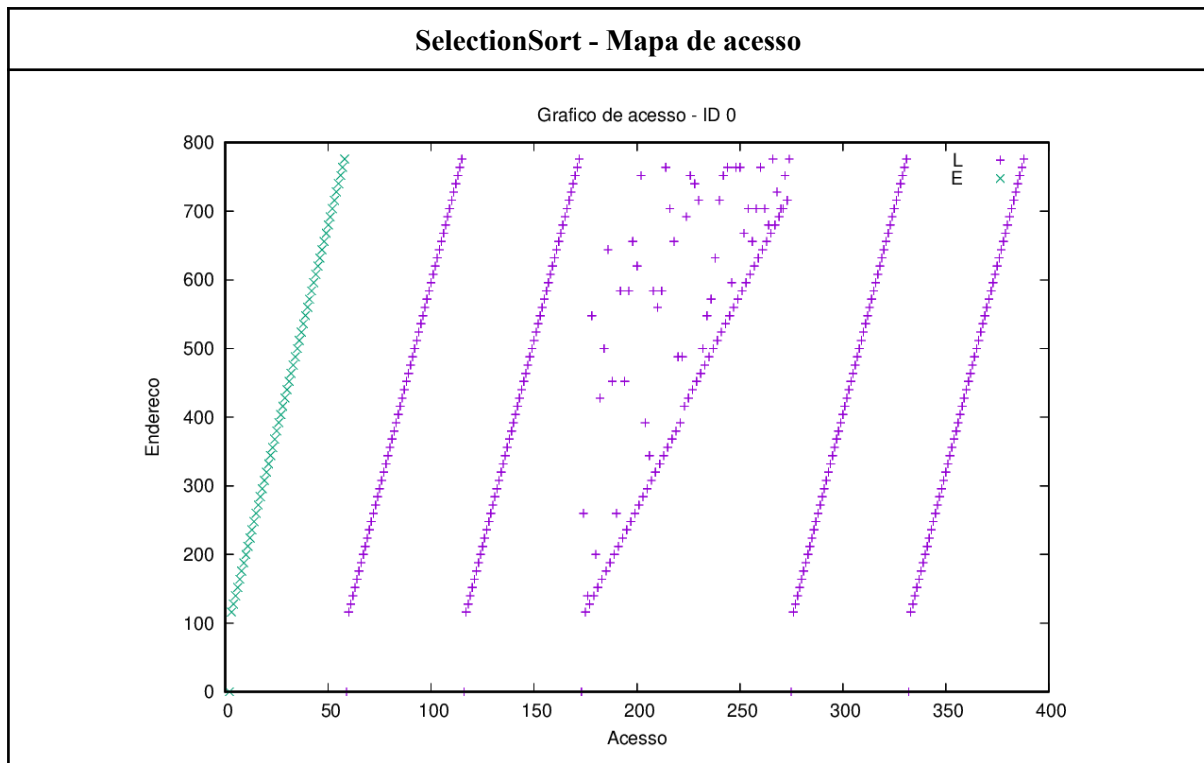 SelectionSort - Mapa de acesso
Grafico de acesso - ID 0
800
700
600
500
400
300
200
100
0
Endereco
L
E
0 50 100 150 200 250 300 350 400
Acesso